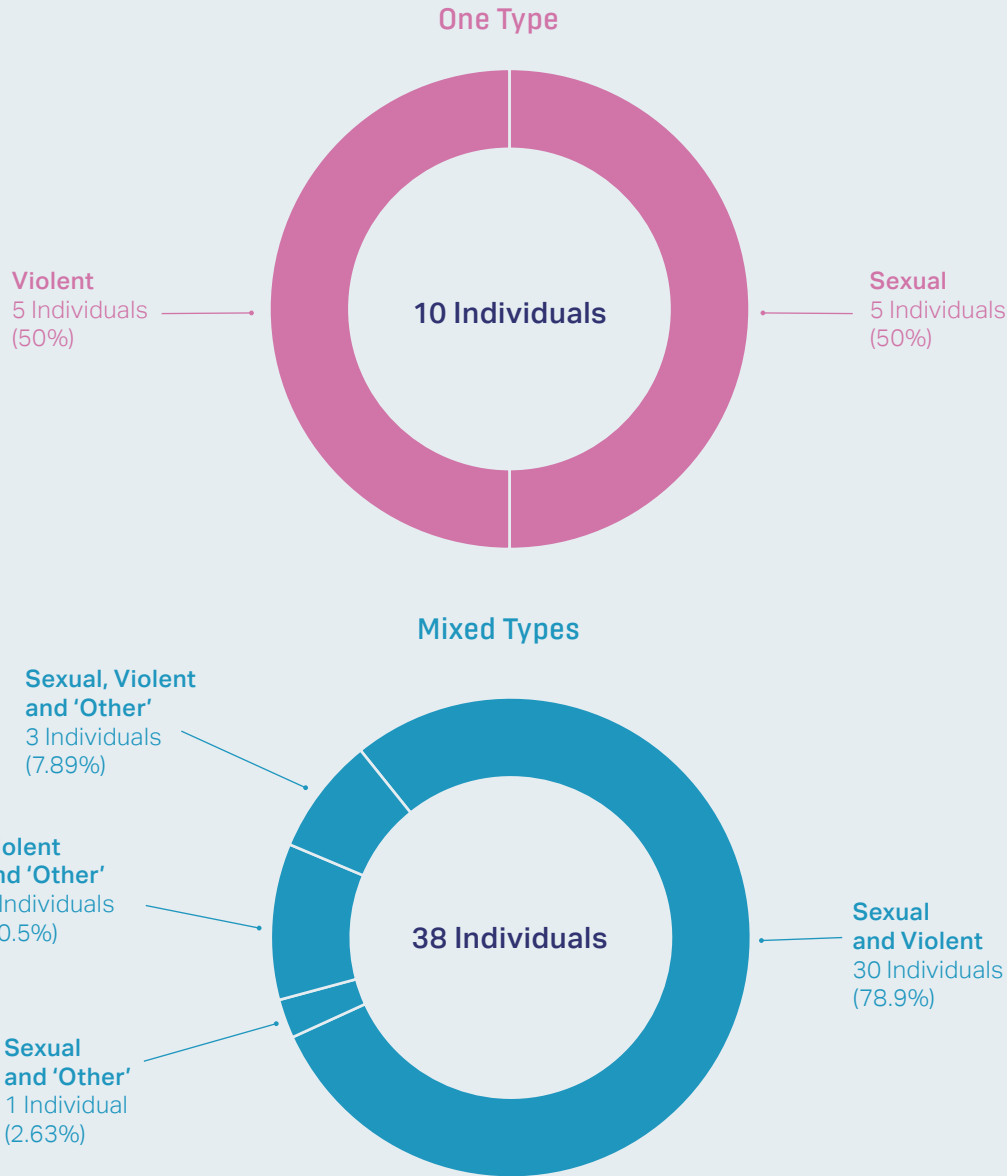 One Type
Violent
5 Individuals
(50%)
10 Individuals
Sexual
5 Individuals
(50%)
Mixed Types
Sexual, Violent
and ‘Other’
3 Individuals
(7.89%)
olent
nd ‘Other’
Individuals
0.5%)
38 Individuals
Sexual
and Violent
30 Individuals
(78.9%)
Sexual
and ‘Other’
1 Individual
(2.63%)